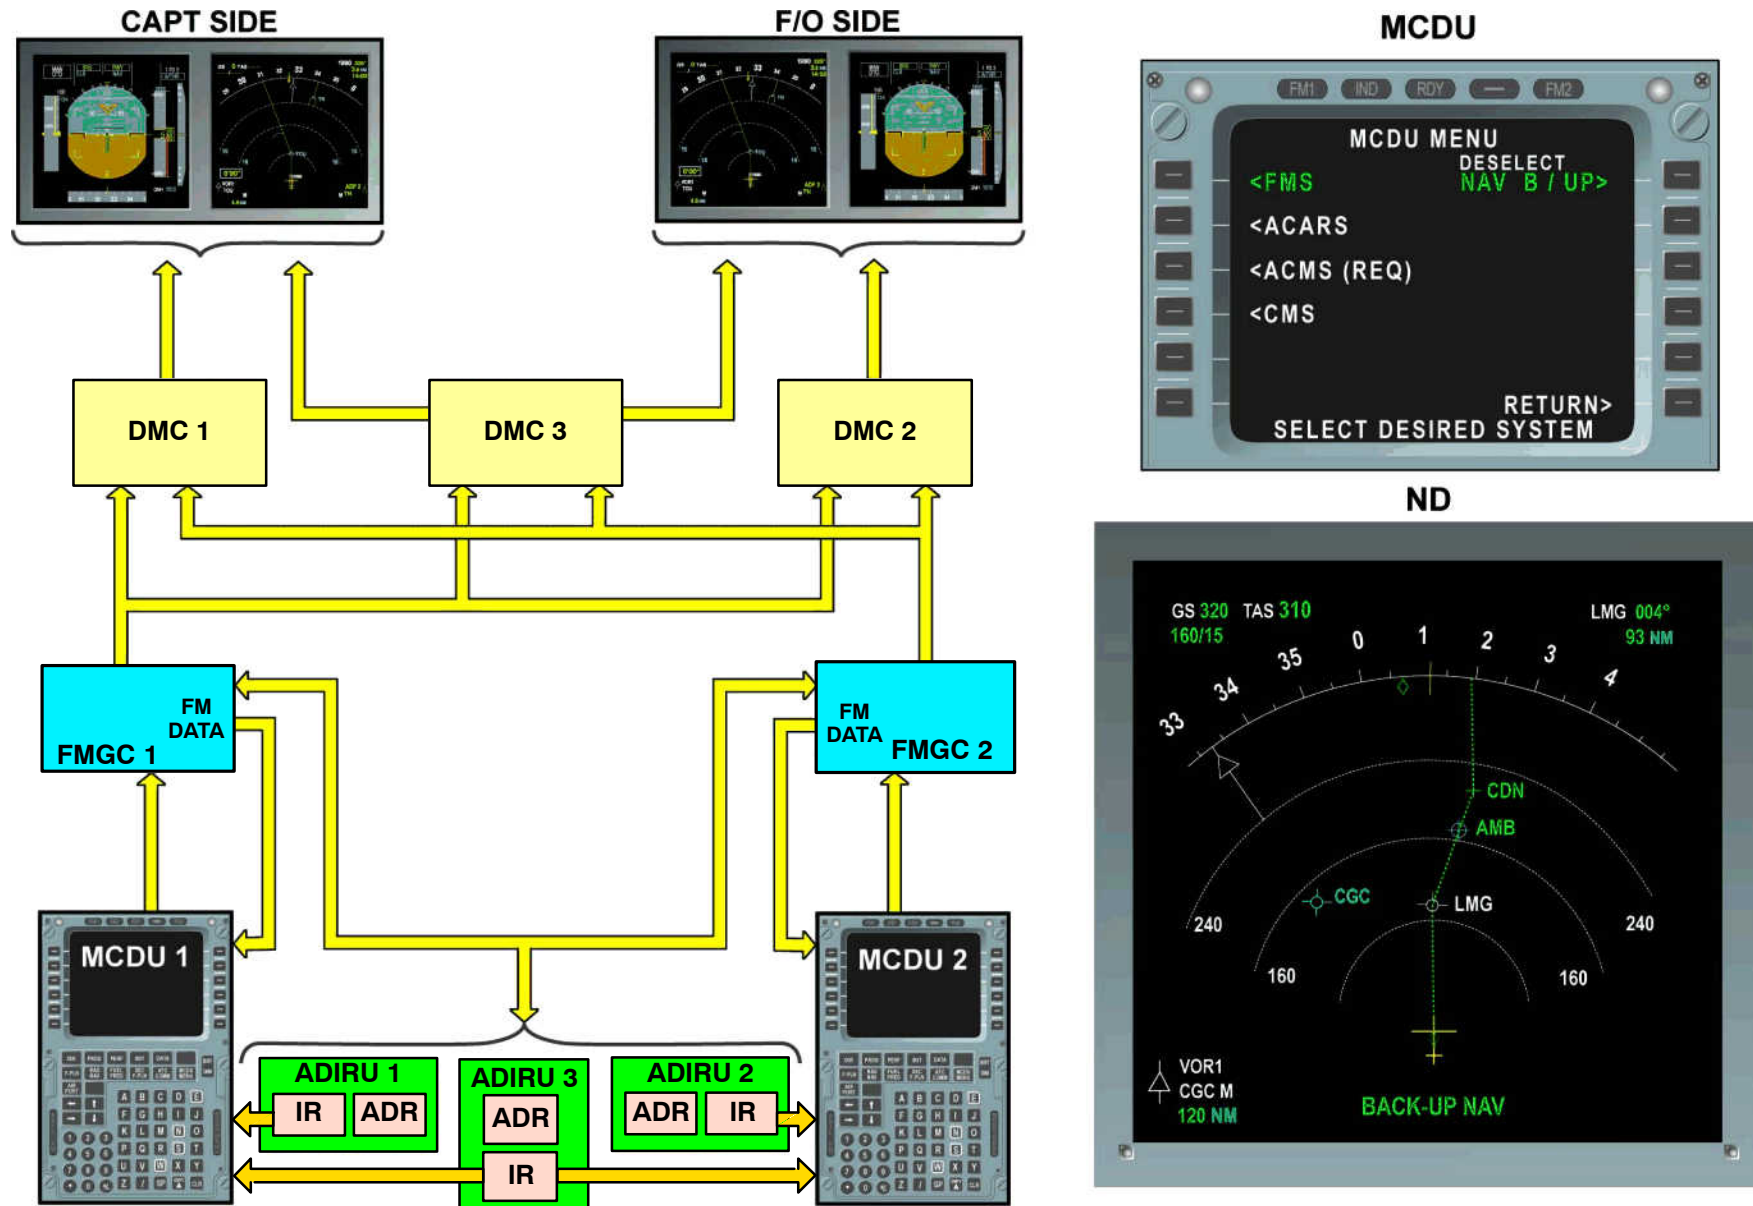 CAPT SIDE
F/O SIDE
DMC 1
DMC 3
DMC 2
FM
DATA
FMGC 1
FM
DATA
FMGC 2
MCDU 1
MCDU 2
ADIRU 1
IR
ADR
ADIRU 3
ADR
IR
ADIRU 2
ADR
IR
MCDU
FM1
IND
RDY
FM2
MCDU MENU
DESELECT
<FMS NAV B / UP>
<ACARS
<ACMS (REQ)
<CMS
RETURN>
SELECT DESIRED SYSTEM
ND
GS 320 TAS 310
160/15
LMG 004°
93 NM
33 34 35 0 1 2 3 4
CDN
AMB
CGC
LMG
240
240
160
160
VOR1
CGC M
120 NM
BACK-UP NAV